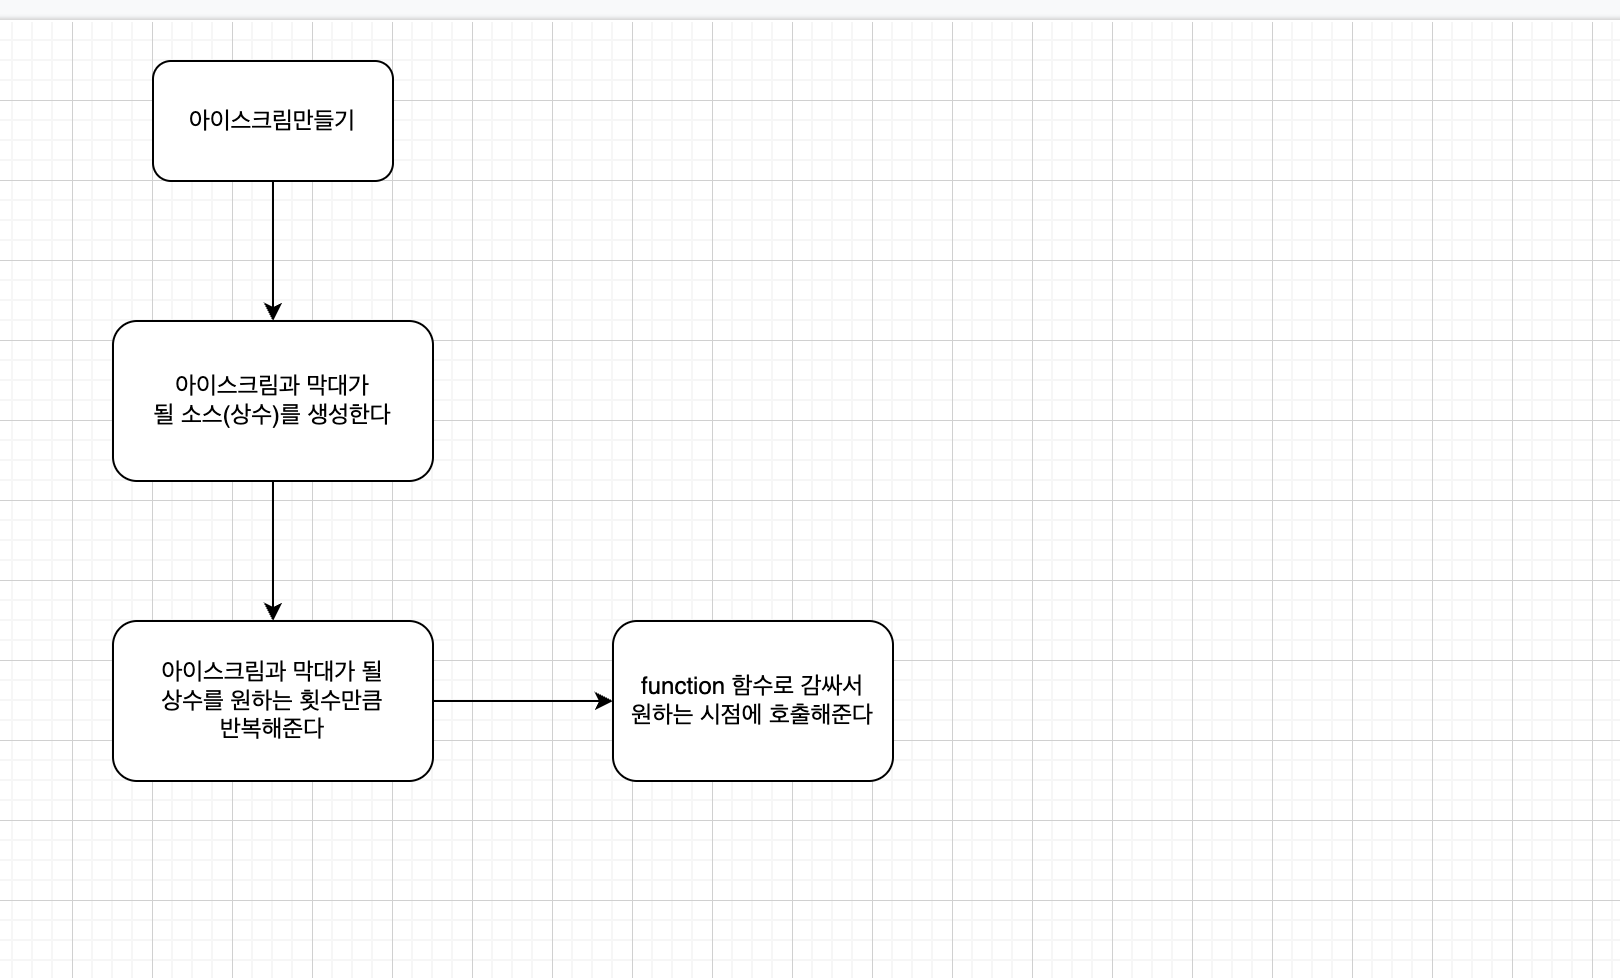 아이스크림만들기
아이스크림과 막대가
될 소스(상수)를 생성한다
아이스크림과 막대가 될
상수를 원하는 횟수만큼
반복해준다
function 함수로 감싸서
원하는 시점에 호출해준다